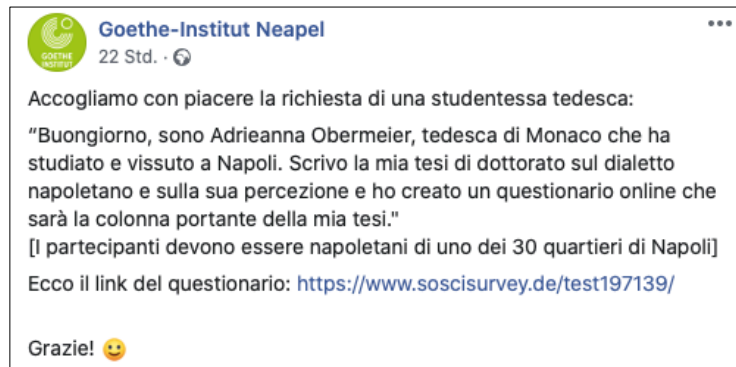 Goethe-Institut Neapel
22 Std. ·
GOETHE
INSTITUT
Accogliamo con piacere la richiesta di una studentessa tedesca:
“Buongiorno, sono Adrieanna Obermeier, tedesca di Monaco che ha
studiato e vissuto a Napoli. Scrivo la mia tesi di dottorato sul dialetto
napoletano e sulla sua percezione e ho creato un questionario online che
sarà la colonna portante della mia tesi."
[I partecipanti devono essere napoletani di uno dei 30 quartieri di Napoli]
Ecco il link del questionario: https://www.soscisurvey.de/test197139/
Grazie! 🙂